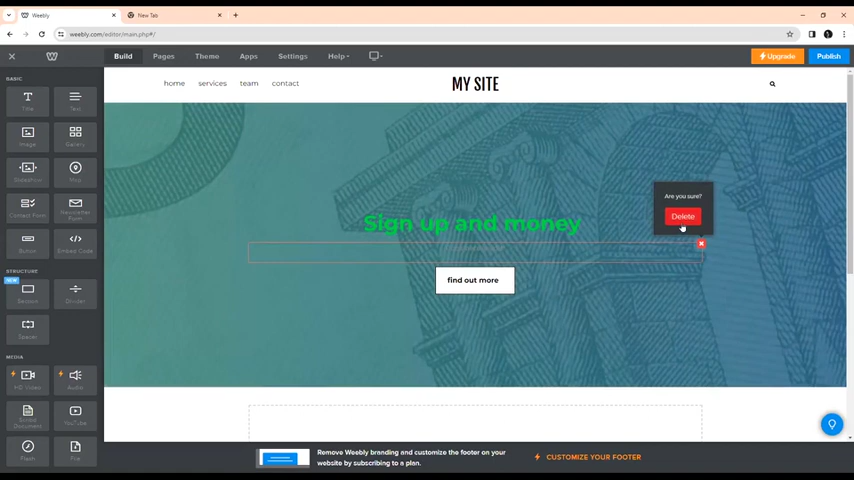 Weebly
New Tab
weebly.com/editor/main.php#/
Build
Pages
Theme
Apps
Settings
Help
Upgrade
Publish
BASIC
Title
Text
Image
Gallery
Slideshow
Map
Contact Form
Newsletter
Form
Button
Embed Code
STRUCTURE
NEW
Section
Divider
Spacer
MEDIA
HD Video
Audio
Scribd
Document
YouTube
Flash
File
home
services
team
contact
MY SITE
Are you sure?
Delete
Sign up and money
find out more
Remove Weebly branding and customize the footer on your
website by subscribing to a plan.
CUSTOMIZE YOUR FOOTER